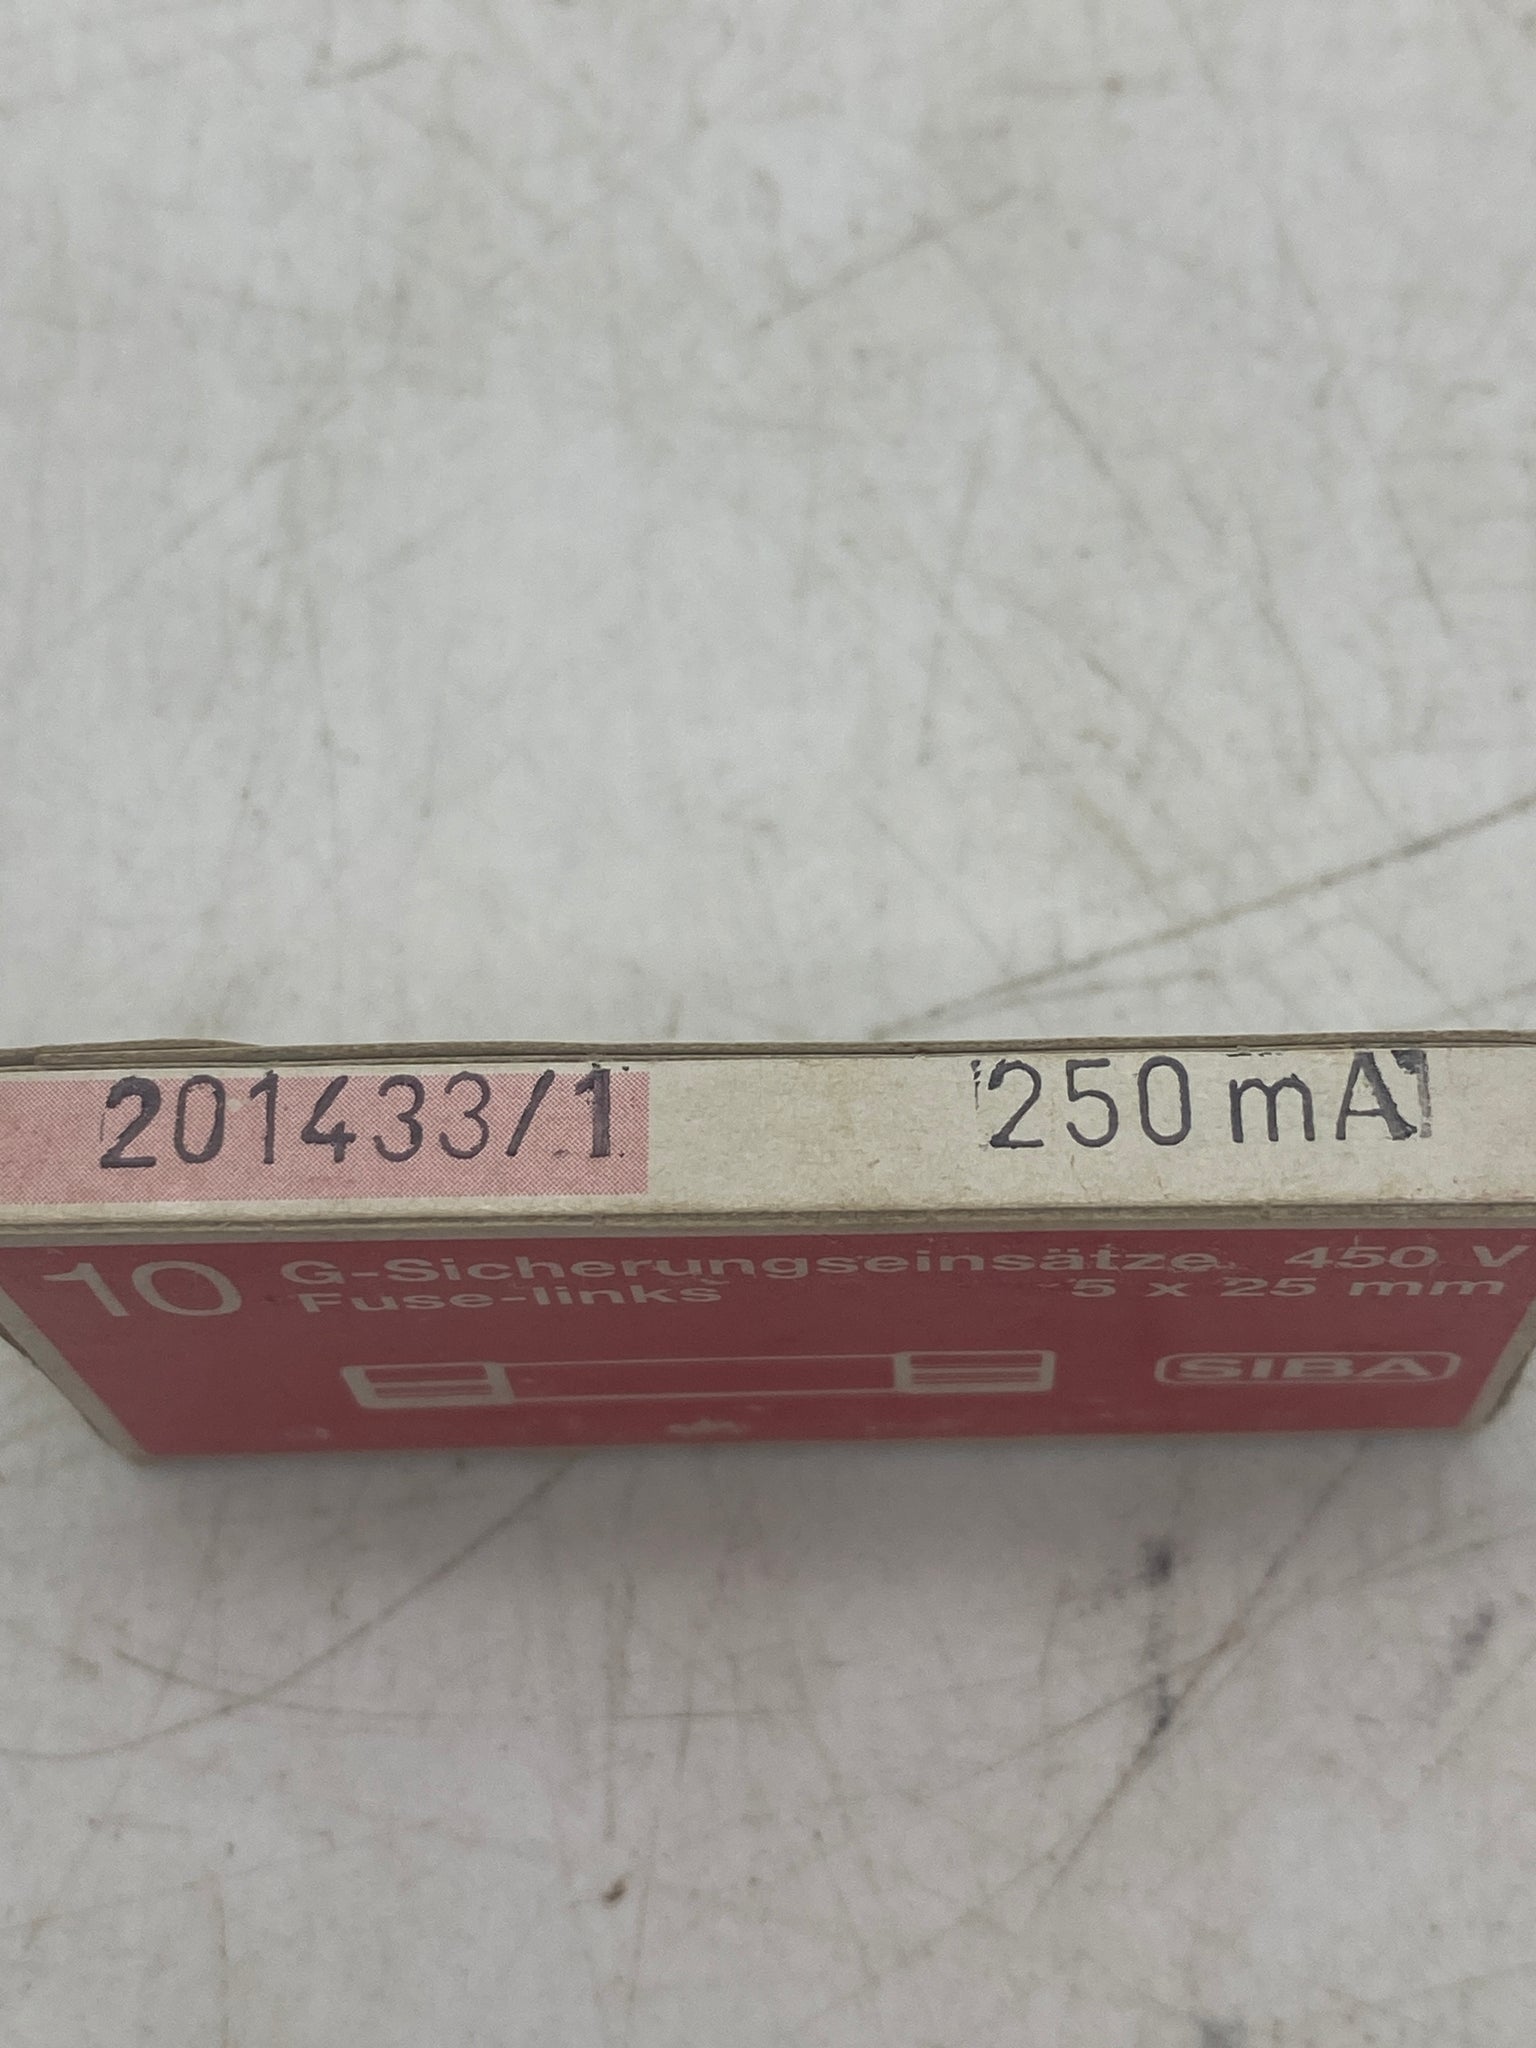 201433/1 250 mA
10 G-Sicherungseinsätze 450 V
Fuse-links 5 x 25 mm
SIBA